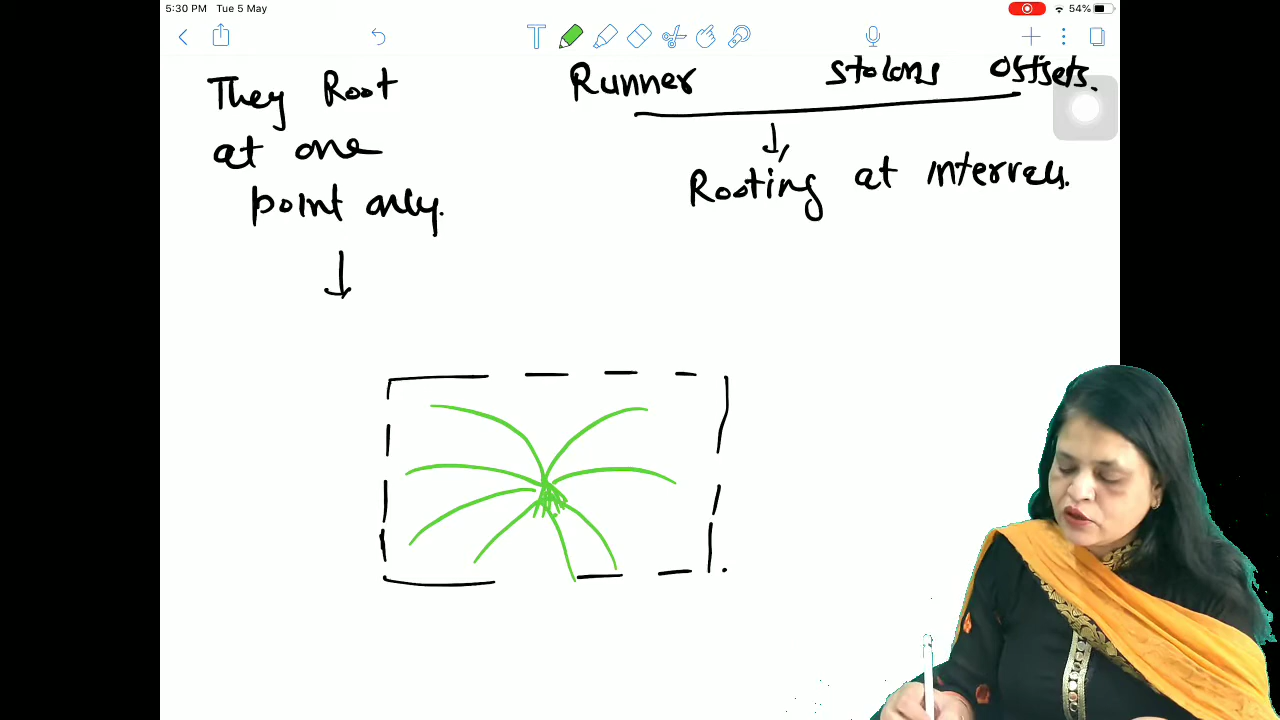 5:30 PM Tue 5 May
54%
T
They Root
at one
point only.
Runner
stolons
offsets.
Rooting at intervals.